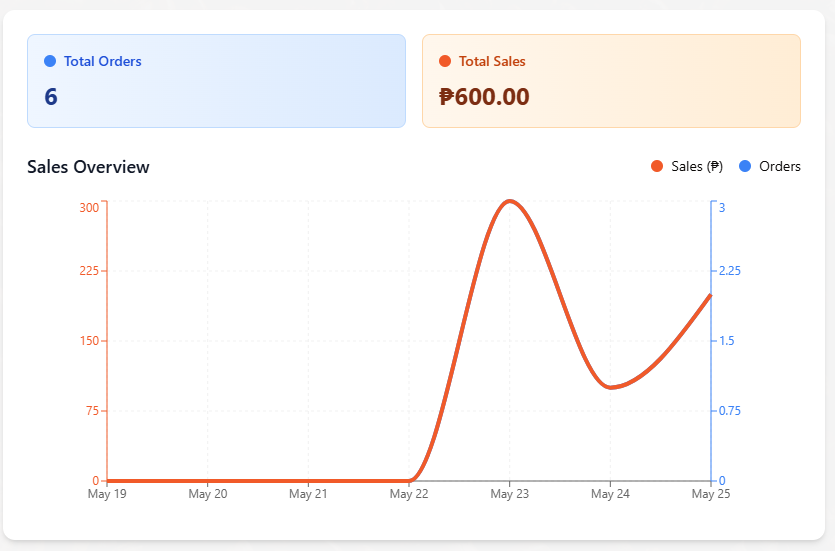 Total Orders
6
Total Sales
₱600.00
Sales Overview
Sales (₱)
Orders
300
225
150
75
0
3
2.25
1.5
0.75
0
May 19
May 20
May 21
May 22
May 23
May 24
May 25